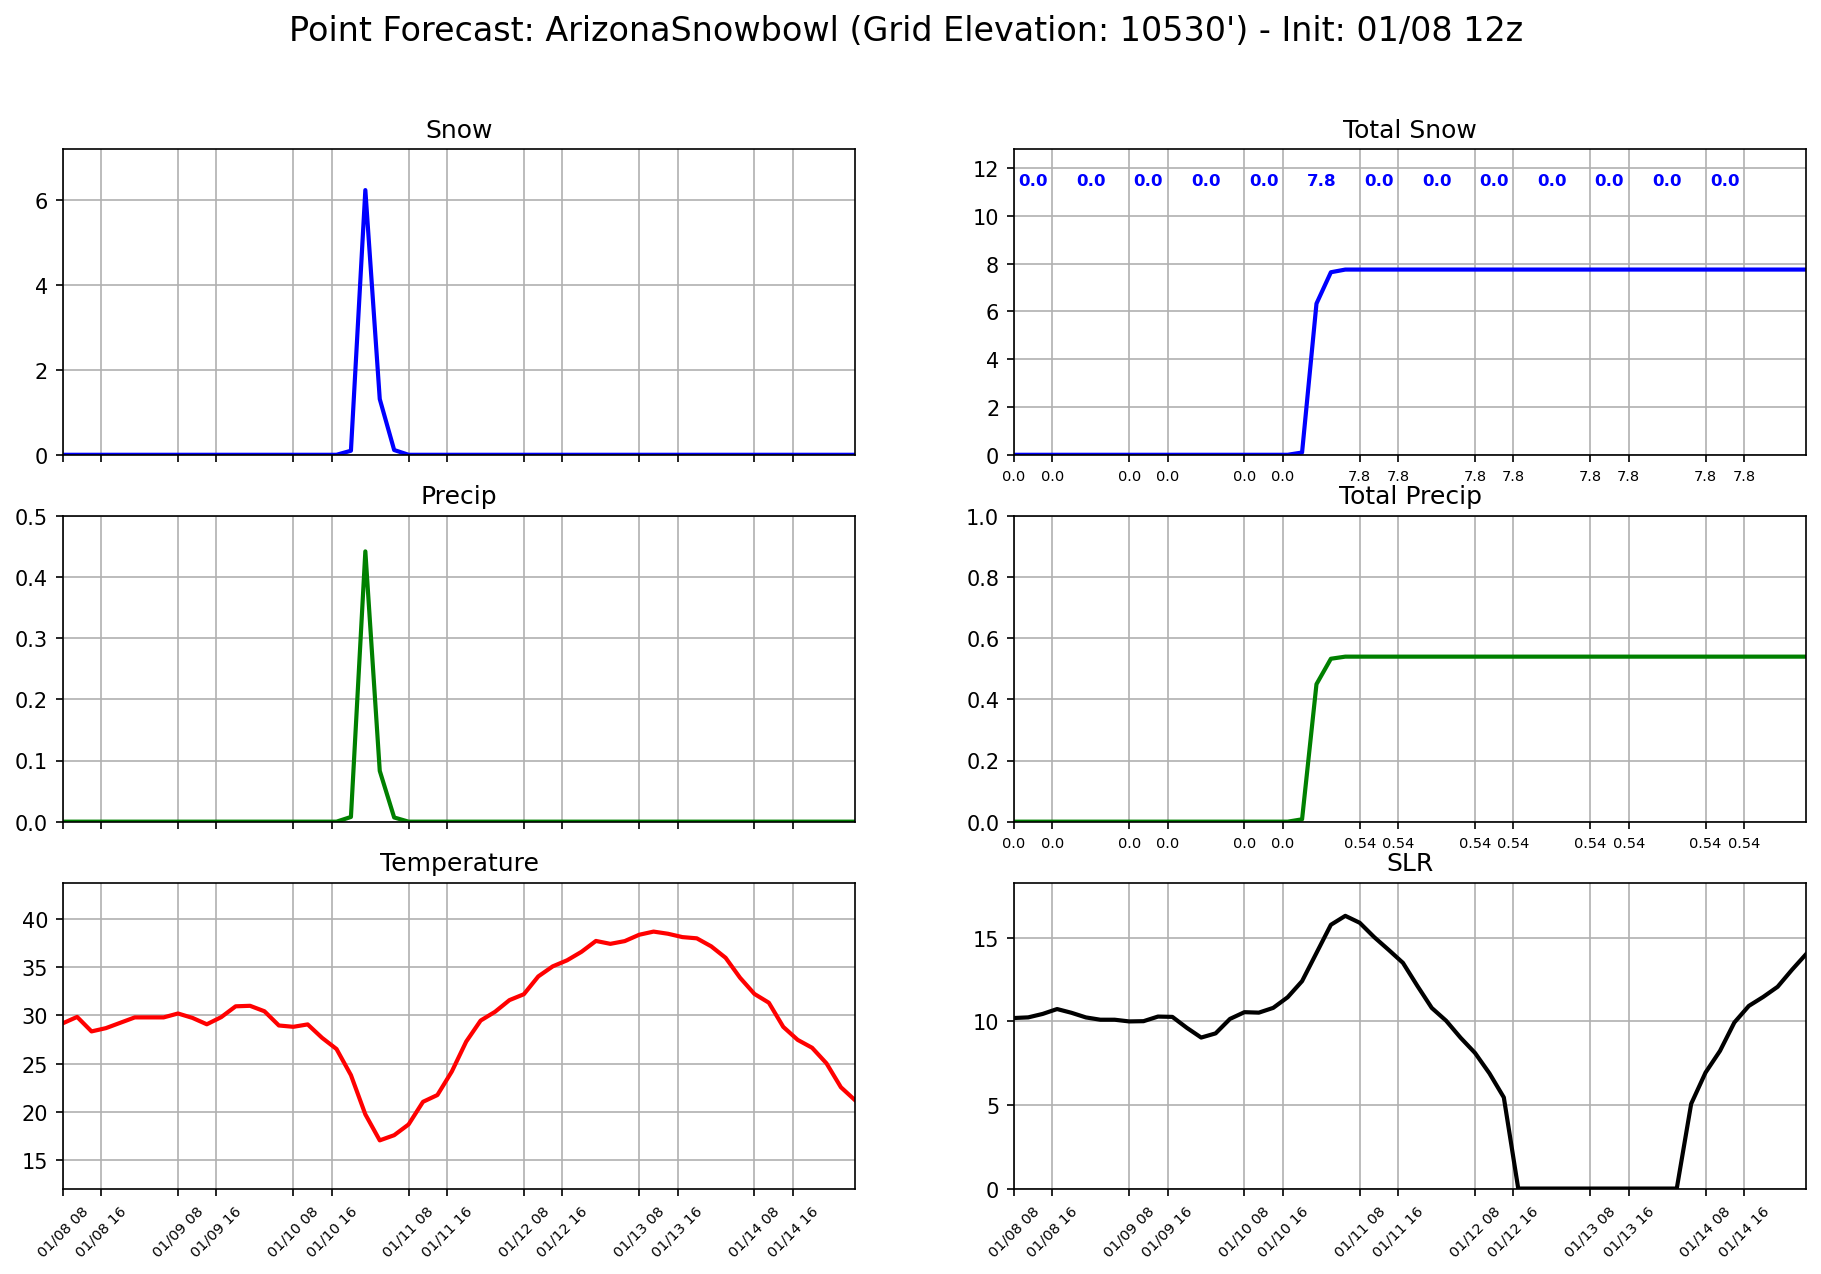 Point Forecast: ArizonaSnowbowl (Grid Elevation: 10530') - Init: 01/08 12z
Snow
6
4
2
0
Total Snow
12
10
8
6
4
2
0
0.0 0.0 0.0 0.0 0.0 7.8 0.0 0.0 0.0 0.0 0.0 0.0 0.0
0.0 0.0 0.0 0.0 0.0 0.0 7.8 7.8 7.8 7.8 7.8 7.8 7.8 7.8
Precip
0.5
0.4
0.3
0.2
0.1
0.0
Total Precip
1.0
0.8
0.6
0.4
0.2
0.0
0.0 0.0 0.0 0.0 0.0 0.0 0.54 0.54 0.54 0.54 0.54 0.54 0.54 0.54
Temperature
40
35
30
25
20
15
01/08 08 01/08 16 01/09 08 01/09 16 01/10 08 01/10 16 01/11 08 01/11 16 01/12 08 01/12 16 01/13 08 01/13 16 01/14 08 01/14 16
SLR
15
10
5
0
01/08 08 01/08 16 01/09 08 01/09 16 01/10 08 01/10 16 01/11 08 01/11 16 01/12 08 01/12 16 01/13 08 01/13 16 01/14 08 01/14 16